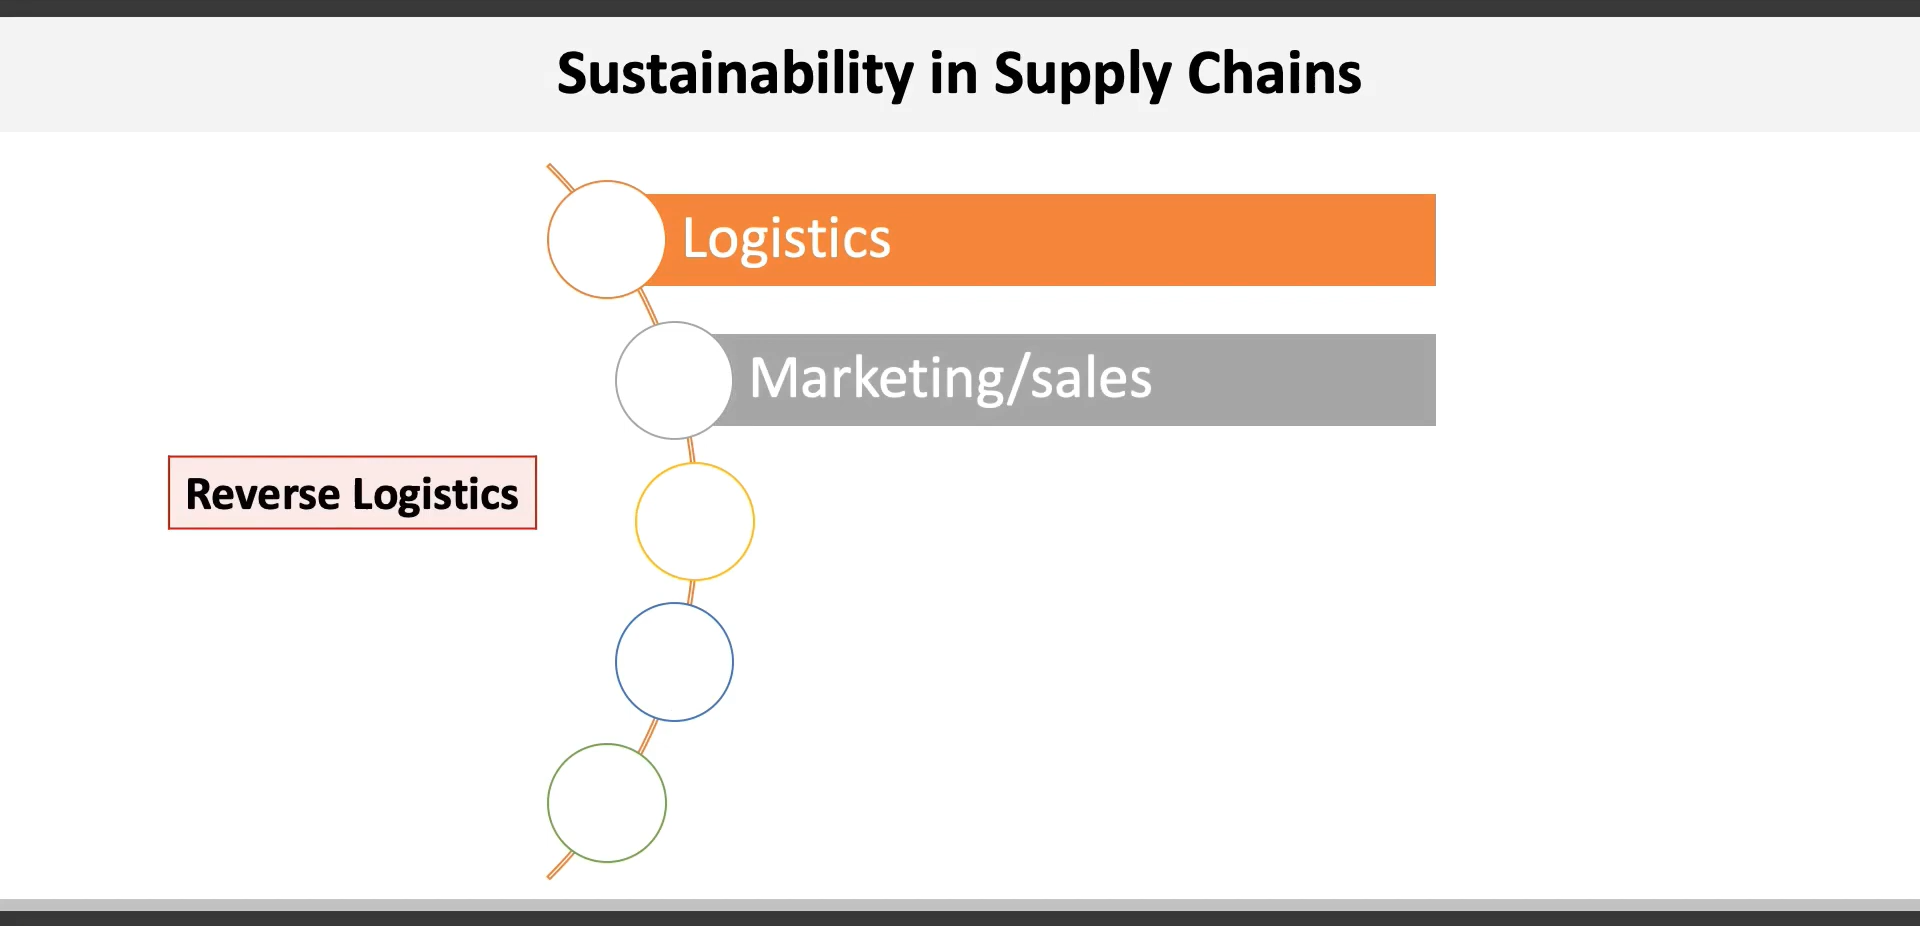 Sustainability in Supply Chains
Logistics
Marketing/sales
Reverse Logistics